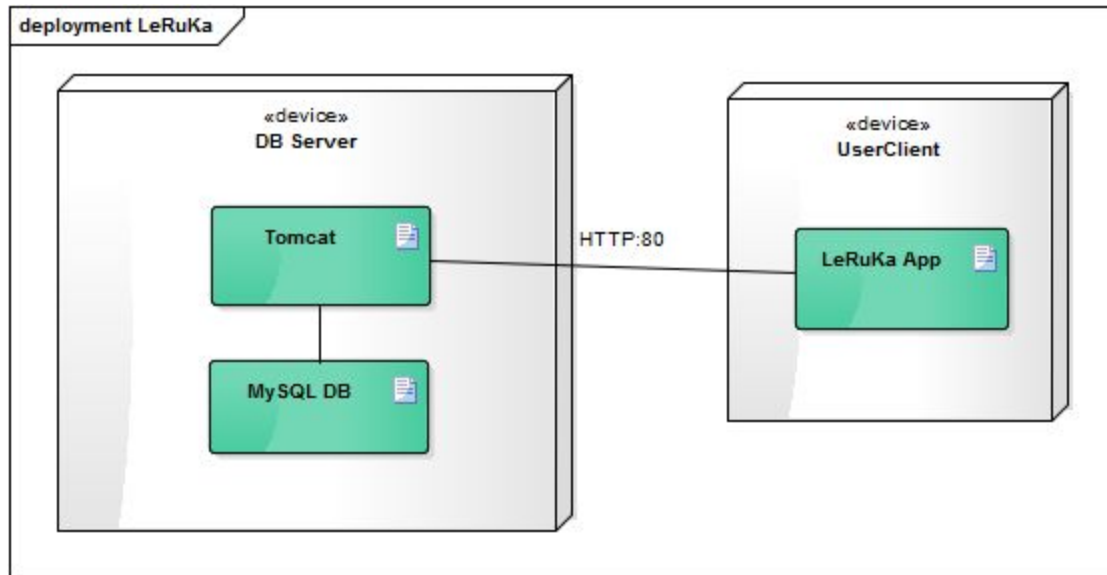 deployment LeRuKa
«device»
DB Server
Tomcat
MySQL DB
HTTP:80
«device»
UserClient
LeRuKa App